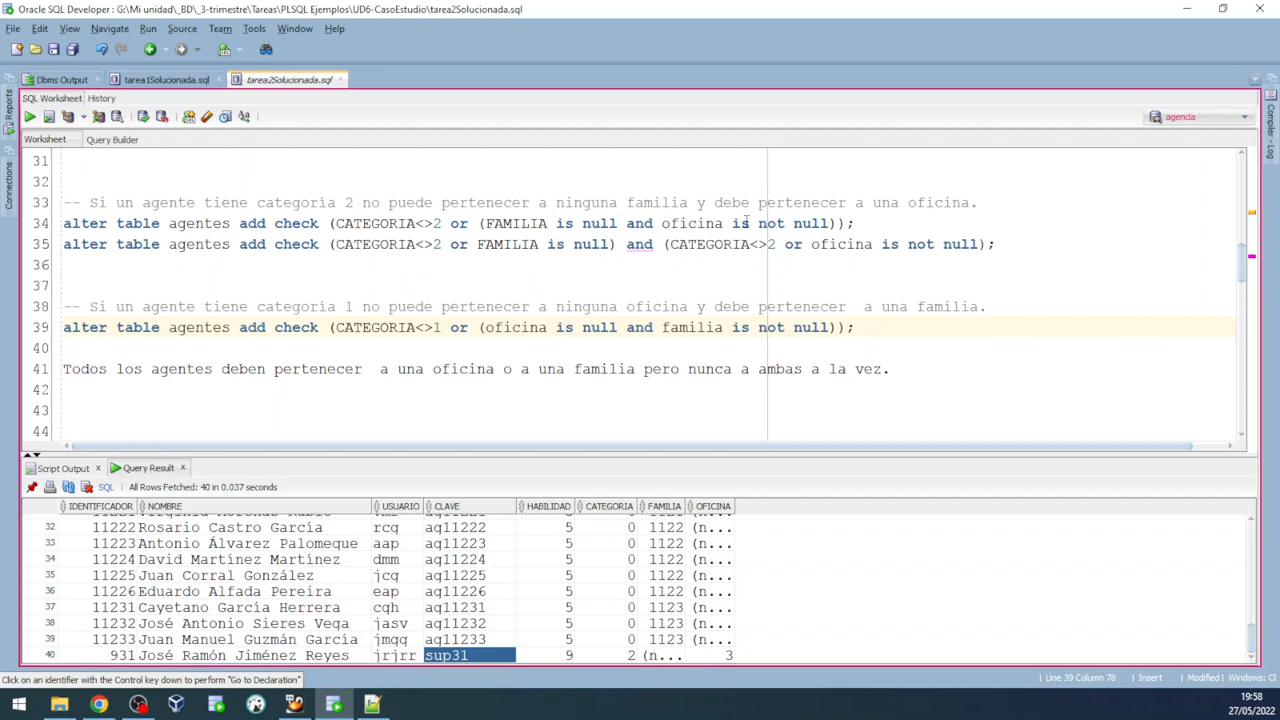 Oracle SQL Developer : G:\Mi unidad\_BD\_3-trimestre\Tareas\PLSQL Ejemplos\UD6-CasoEstudio\tarea2Solucionada.sql
File Edit View Navigate Run Source Team Tools Window Help
Dbms Output tarea1Solucionada.sql tarea2Solucionada.sql
SQL Worksheet History
agencia
Worksheet Query Builder
Reports
Connections
Compiler - Log
31
32
33 -- Si un agente tiene categoría 2 no puede pertenecer a ninguna familia y debe pertenecer a una oficina.
34 alter table agentes add check (CATEGORIA<>2 or (FAMILIA is null and oficina is not null));
35 alter table agentes add check (CATEGORIA<>2 or FAMILIA is null) and (CATEGORIA<>2 or oficina is not null);
36
37
38 -- Si un agente tiene categoría 1 no puede pertenecer a ninguna oficina y debe pertenecer  a una familia.
39 alter table agentes add check (CATEGORIA<>1 or (oficina is null and familia is not null));
40
41 Todos los agentes deben pertenecer  a una oficina o a una familia pero nunca a ambas a la vez.
42
43
44
Script Output Query Result
SQL All Rows Fetched: 40 in 0.037 seconds
IDENTIFICADOR NOMBRE USUARIO CLAVE HABILIDAD CATEGORIA FAMILIA OFICINA
32 11222 Rosario Castro García rcg ag11222 5 0 1122 (n...
33 11223 Antonio Álvarez Palomeque aap ag11223 5 0 1122 (n...
34 11224 David Martínez Martínez dmm ag11224 5 0 1122 (n...
35 11225 Juan Corral González jcg ag11225 5 0 1122 (n...
36 11226 Eduardo Alfada Pereira eap ag11226 5 0 1122 (n...
37 11231 Cayetano García Herrera cgh ag11231 5 0 1123 (n...
38 11232 José Antonio Sieres Vega jasv ag11232 5 0 1123 (n...
39 11233 Juan Manuel Guzmán García jmgg ag11233 5 0 1123 (n...
40 931 José Ramón Jiménez Reyes jrjrr sup31 9 2 (n... 3
Click on an identifier with the Control key down to perform "Go to Declaration"
Line 39 Column 78 Insert Modified Windows: C
19:58
27/05/2022